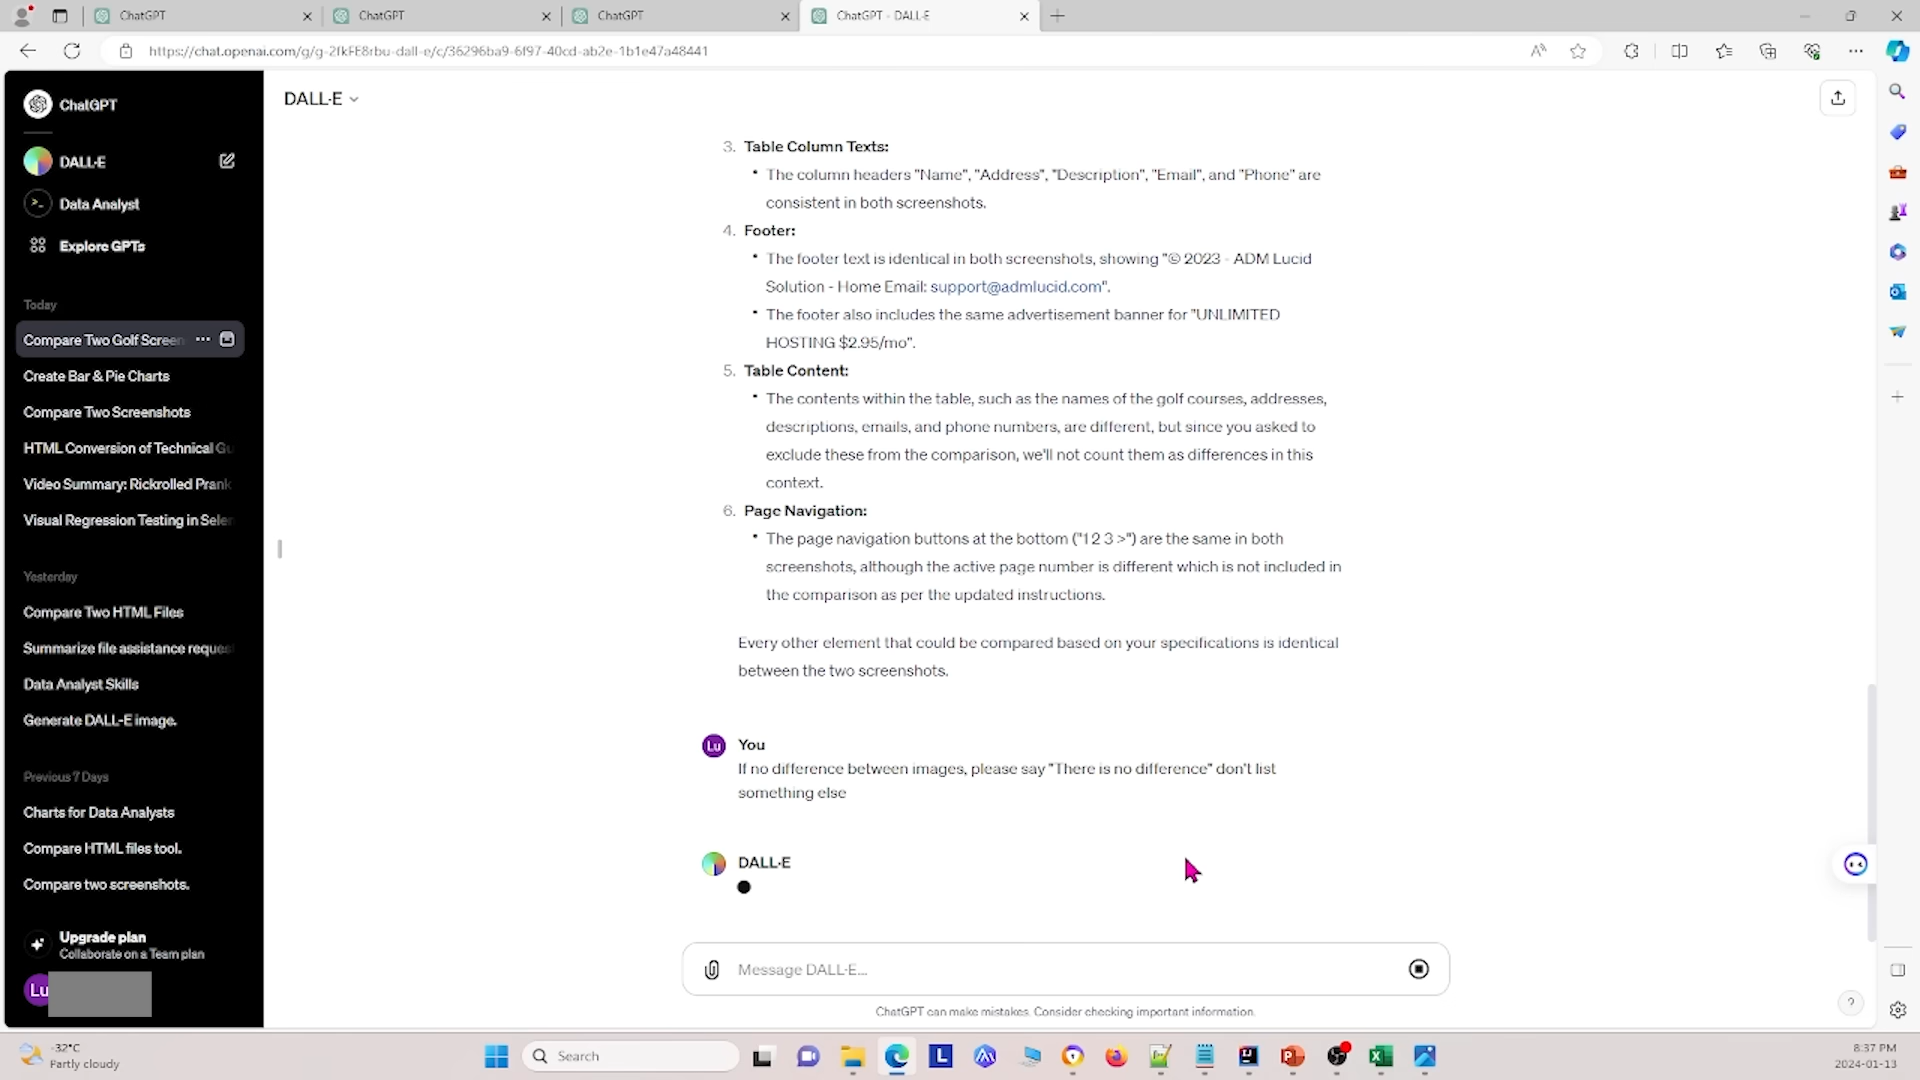 ChatGPT
ChatGPT
ChatGPT
ChatGPT - DALL·E
https://chat.openai.com/g/g-2fkFE8rbu-dall-e/c/36296ba9-6f97-40cd-ab2e-1b1e47a48441
ChatGPT
DALL·E
Data Analyst
Explore GPTs
Today
Compare Two Golf Screen
Create Bar & Pie Charts
Compare Two Screenshots
HTML Conversion of Technical Gu
Video Summary: Rickrolled Prank
Visual Regression Testing in Selen
Yesterday
Compare Two HTML Files
Summarize file assistance reques
Data Analyst Skills
Generate DALL-E image.
Previous 7 Days
Charts for Data Analysts
Compare HTML files tool.
Compare two screenshots.
Upgrade plan
Collaborate on a Team plan
Lu
DALL·E
3. Table Column Texts:
• The column headers "Name", "Address", "Description", "Email", and "Phone" are
consistent in both screenshots.
4. Footer:
• The footer text is identical in both screenshots, showing "© 2023 - ADM Lucid
Solution - Home Email: support@admlucid.com".
• The footer also includes the same advertisement banner for "UNLIMITED
HOSTING $2.95/mo".
5. Table Content:
• The contents within the table, such as the names of the golf courses, addresses,
descriptions, emails, and phone numbers, are different, but since you asked to
exclude these from the comparison, we'll not count them as differences in this
context.
6. Page Navigation:
• The page navigation buttons at the bottom ("1 2 3 >") are the same in both
screenshots, although the active page number is different which is not included in
the comparison as per the updated instructions.
Every other element that could be compared based on your specifications is identical
between the two screenshots.
Lu You
If no difference between images, please say "There is no difference" don't list
something else
DALL·E
Message DALL·E...
ChatGPT can make mistakes. Consider checking important information.
?
-32°C
Partly cloudy
Search
8:37 PM
2024-01-13